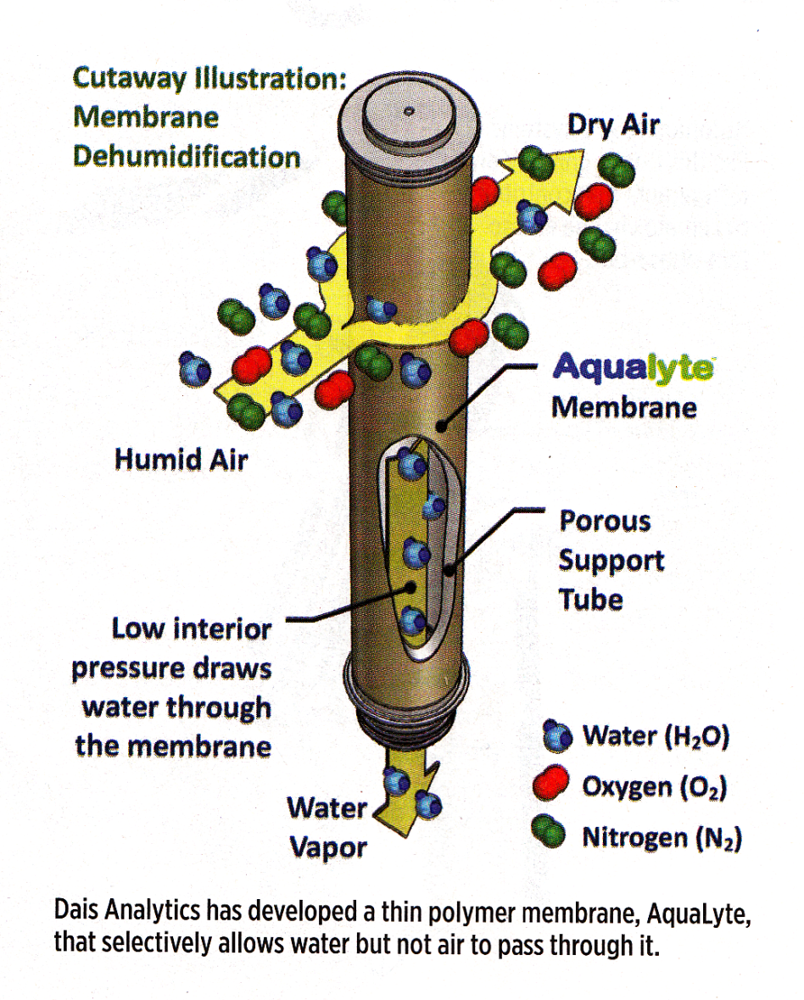 Cutaway Illustration:
Membrane
Dehumidification
Dry Air
Humid Air
Aqualyte
Membrane
Porous
Support
Tube
Low interior
pressure draws
water through
the membrane
Water
Vapor
Water (H₂O)
Oxygen (O₂)
Nitrogen (N₂)
Dais Analytics has developed a thin polymer membrane, AquaLyte,
that selectively allows water but not air to pass through it.